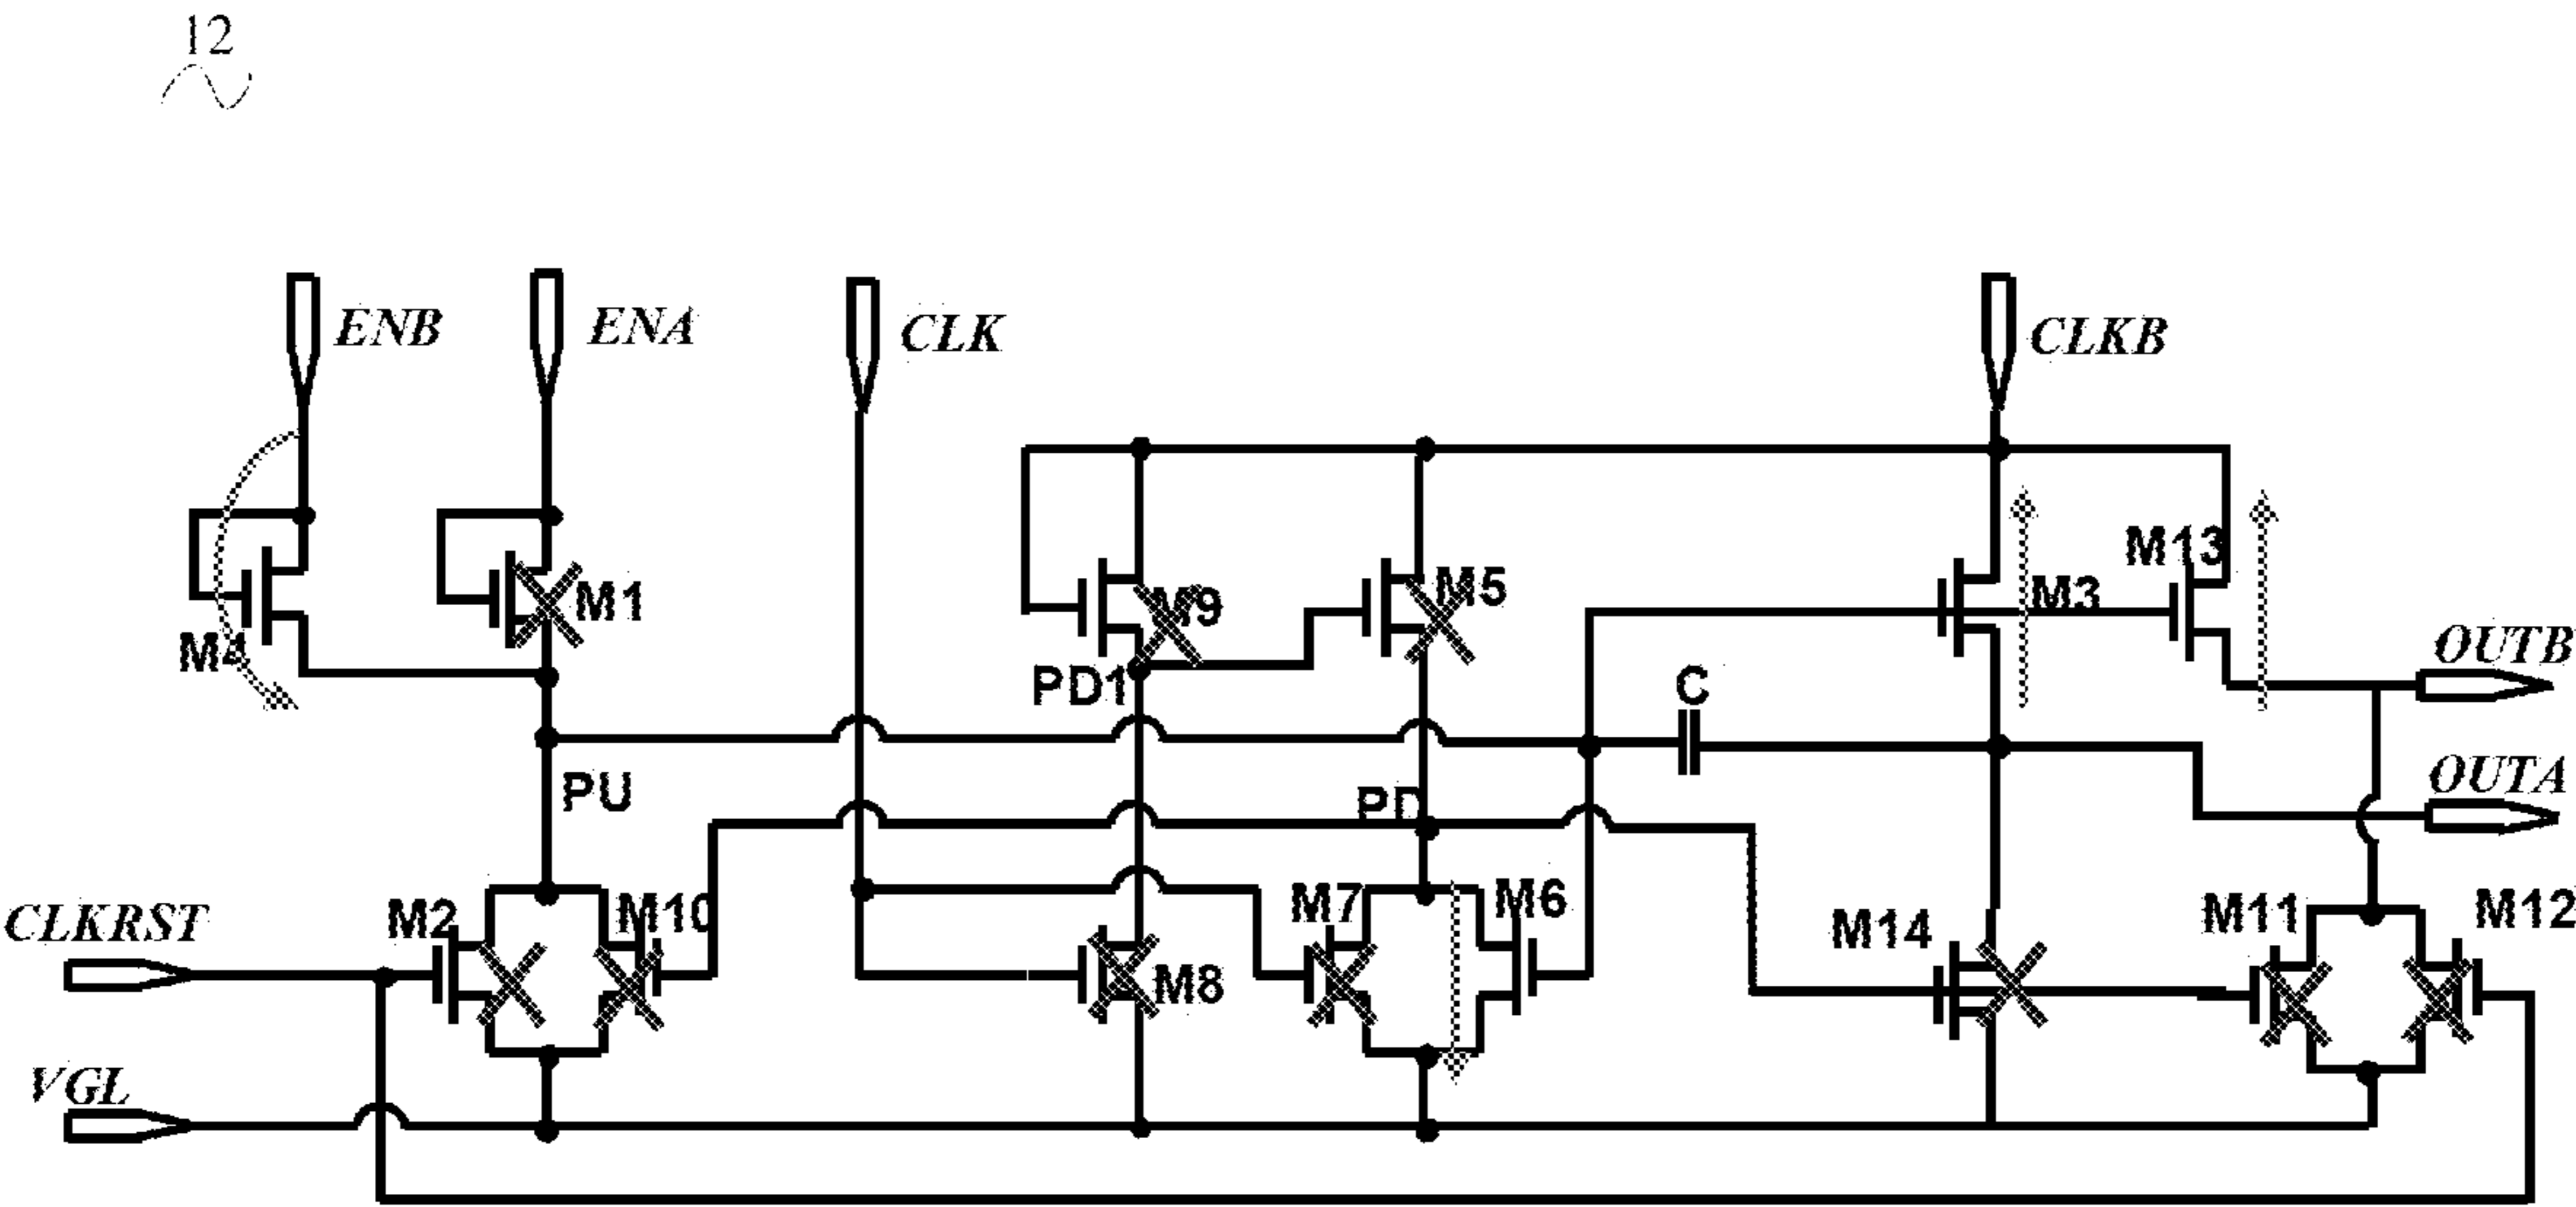 12
ENB
ENA
CLK
CLKB
M4
M1
M9
M5
M3
M13
OUTB
PD1
C
PU
PD
OUTA
CLKRST
M2
M10
M7
M6
M8
M14
M11
M12
VGL